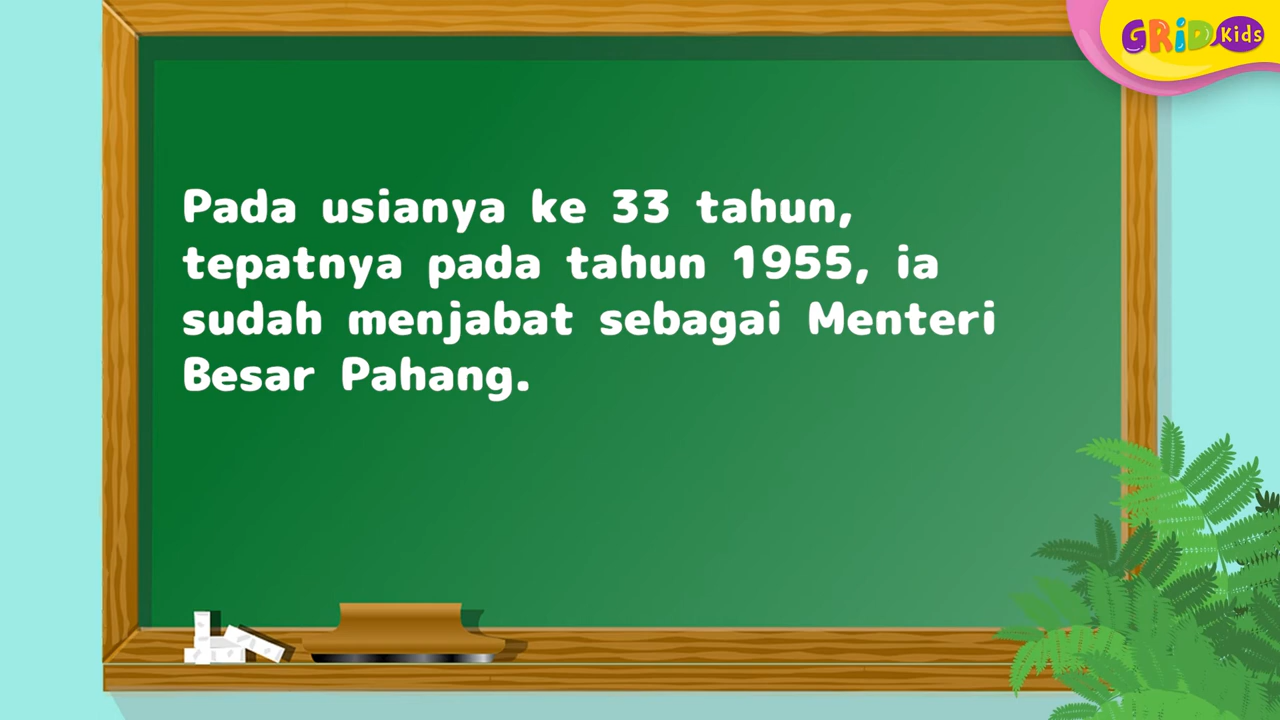 GRiD Kids
Pada usianya ke 33 tahun,
tepatnya pada tahun 1955, ia
sudah menjabat sebagai Menteri
Besar Pahang.